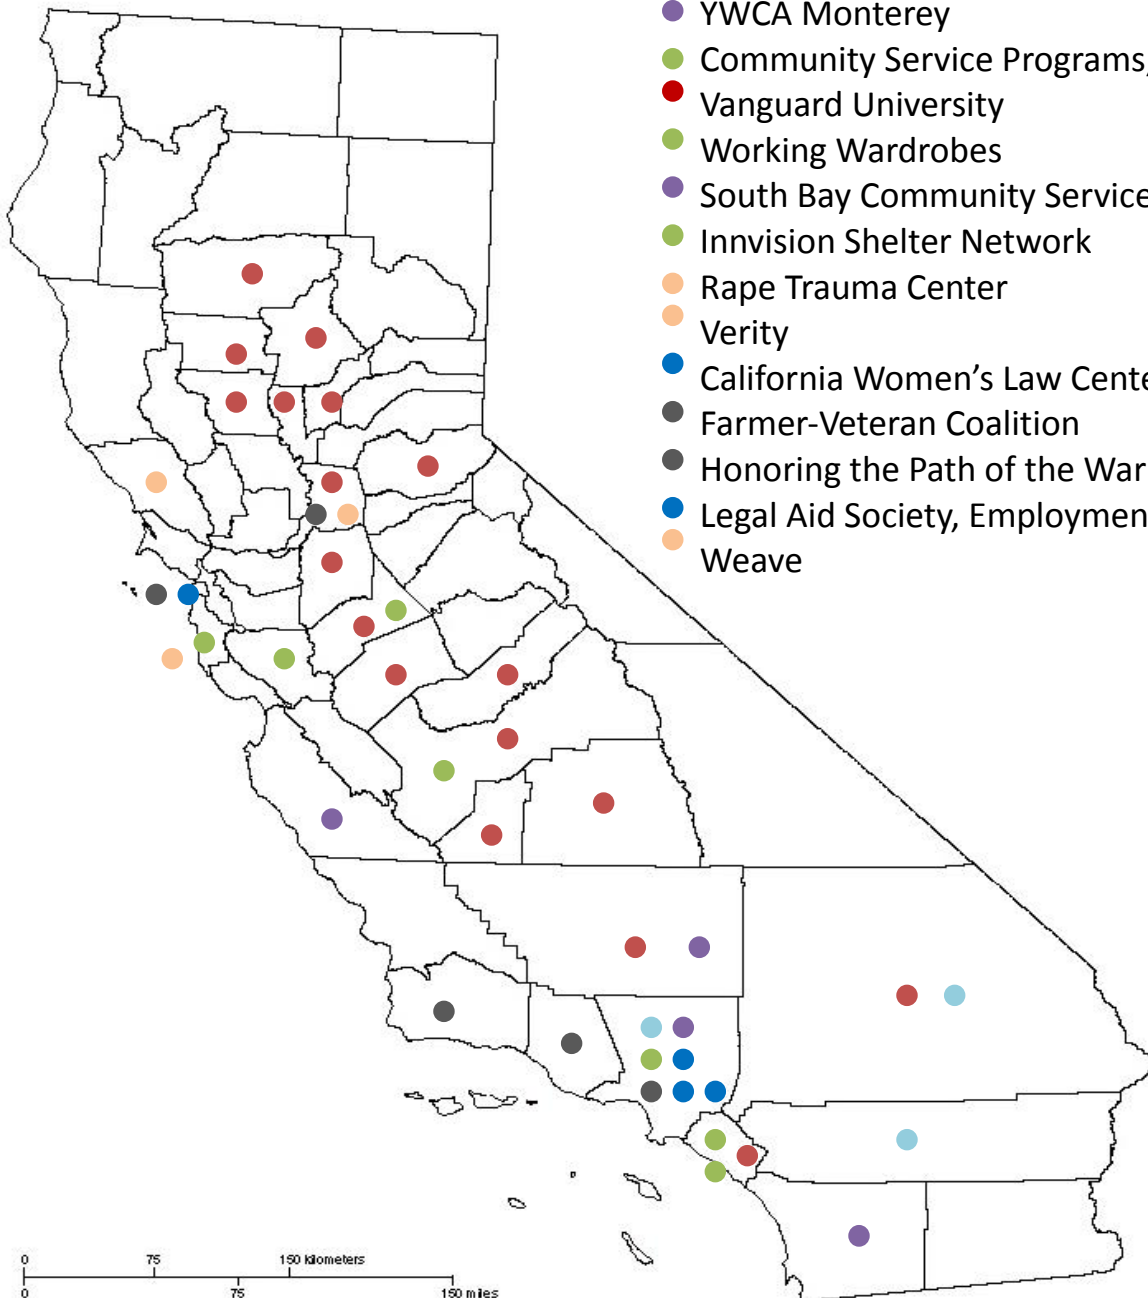 YWCA Monterey
Community Service Programs,
Vanguard University
Working Wardrobes
South Bay Community Service
Innvision Shelter Network
Rape Trauma Center
Verity
California Women’s Law Cente
Farmer-Veteran Coalition
Honoring the Path of the War
Legal Aid Society, Employmen
Weave
0 75 150 kilometers
0 75 150 miles